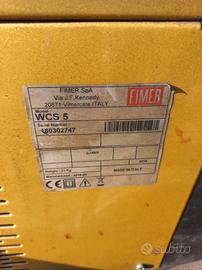 FIMER SpA
Via J.F.Kennedy
20871 Vimercate ITALY
FIMER
Model
WCS 5
Serial Number
180302747
MADE IN ITALY
subito